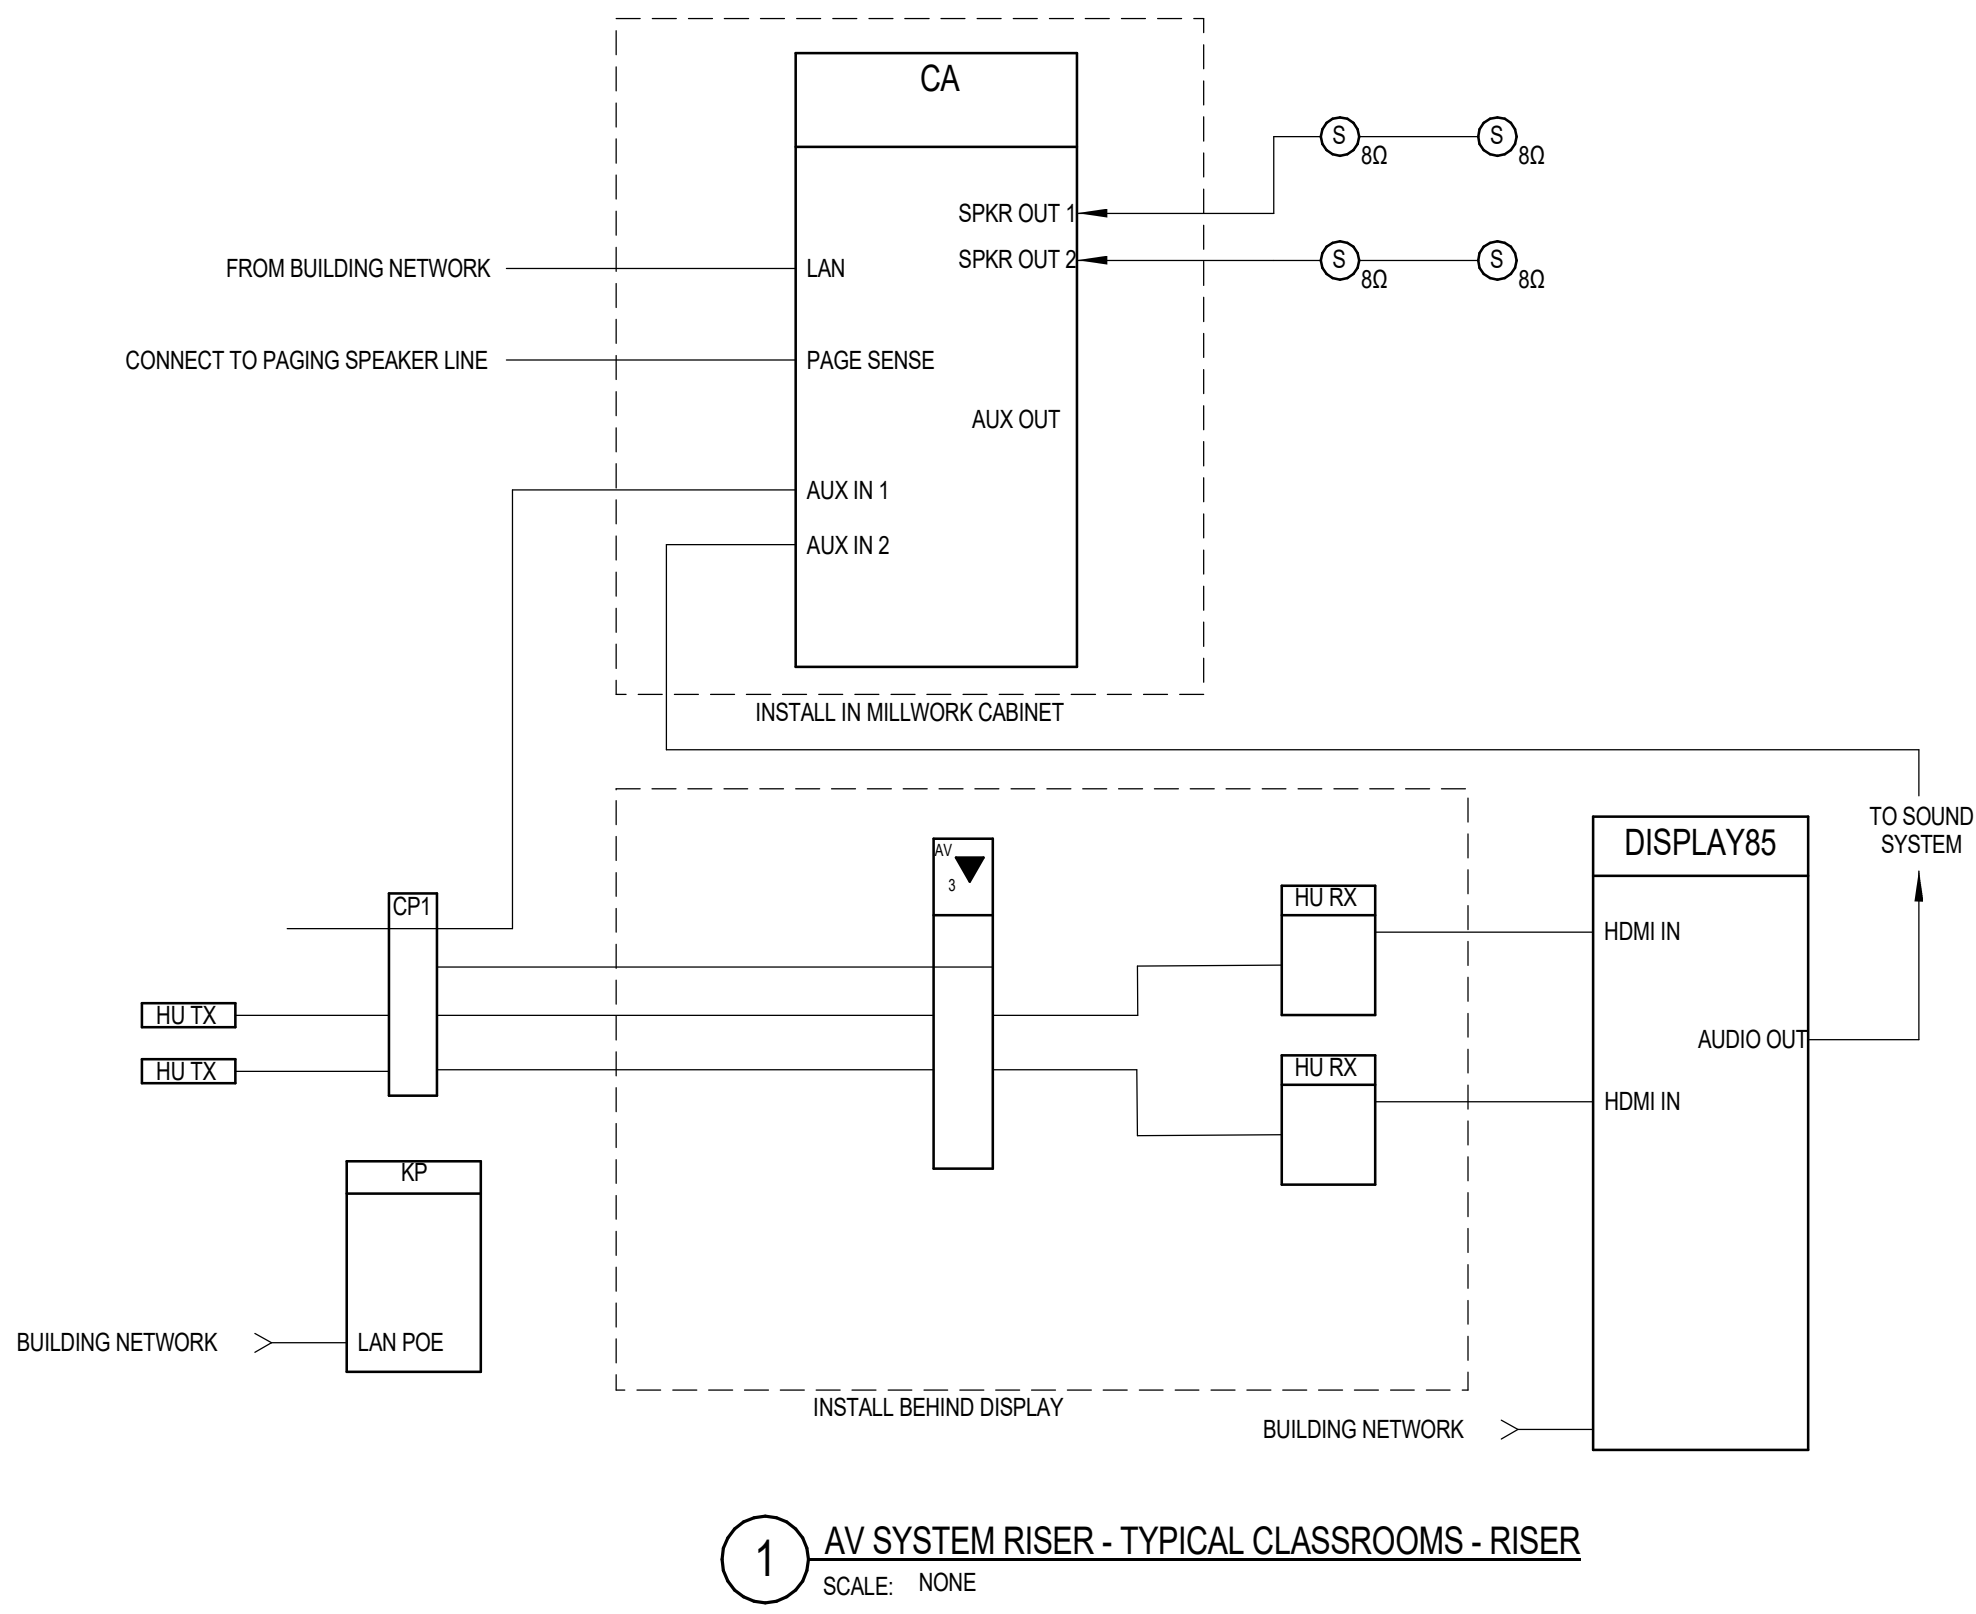 CA
S
8Ω
S
8Ω
SPKR OUT 1
SPKR OUT 2
S
8Ω
S
8Ω
FROM BUILDING NETWORK
LAN
CONNECT TO PAGING SPEAKER LINE
PAGE SENSE
AUX OUT
AUX IN 1
AUX IN 2
INSTALL IN MILLWORK CABINET
TO SOUND
SYSTEM
DISPLAY85
AV
3
HU RX
CP1
HDMI IN
HU TX
AUDIO OUT
HU TX
HU RX
HDMI IN
KP
BUILDING NETWORK
LAN POE
INSTALL BEHIND DISPLAY
BUILDING NETWORK
1
AV SYSTEM RISER - TYPICAL CLASSROOMS - RISER
SCALE: NONE